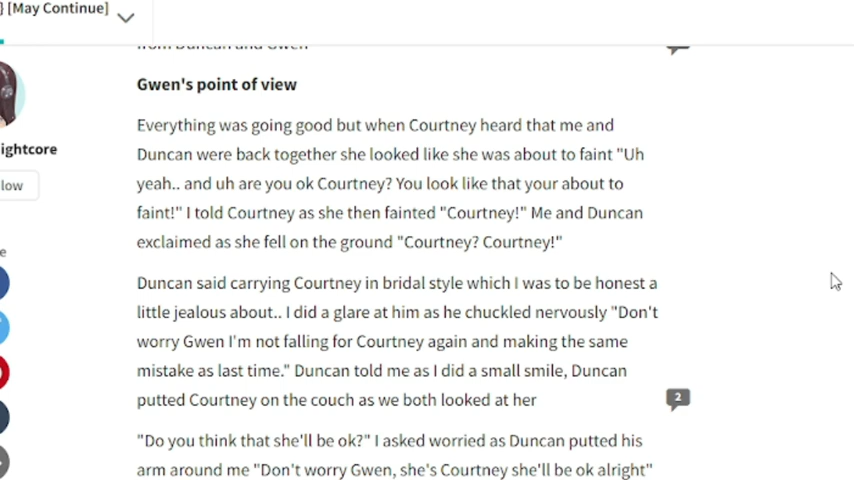 } [May Continue]
from Duncan and Gwen
Gwen's point of view
Everything was going good but when Courtney heard that me and
Duncan were back together she looked like she was about to faint "Uh
ightcore
yeah.. and uh are you ok Courtney? You look like that your about to
low
faint!" I told Courtney as she then fainted "Courtney!" Me and Duncan
exclaimed as she fell on the ground "Courtney? Courtney!"
e
Duncan said carrying Courtney in bridal style which I was to be honest a
little jealous about.. I did a glare at him as he chuckled nervously "Don't
worry Gwen I'm not falling for Courtney again and making the same
mistake as last time." Duncan told me as I did a small smile, Duncan
putted Courtney on the couch as we both looked at her
2
"Do you think that she'll be ok?" I asked worried as Duncan putted his
arm around me "Don't worry Gwen, she's Courtney she'll be ok alright"